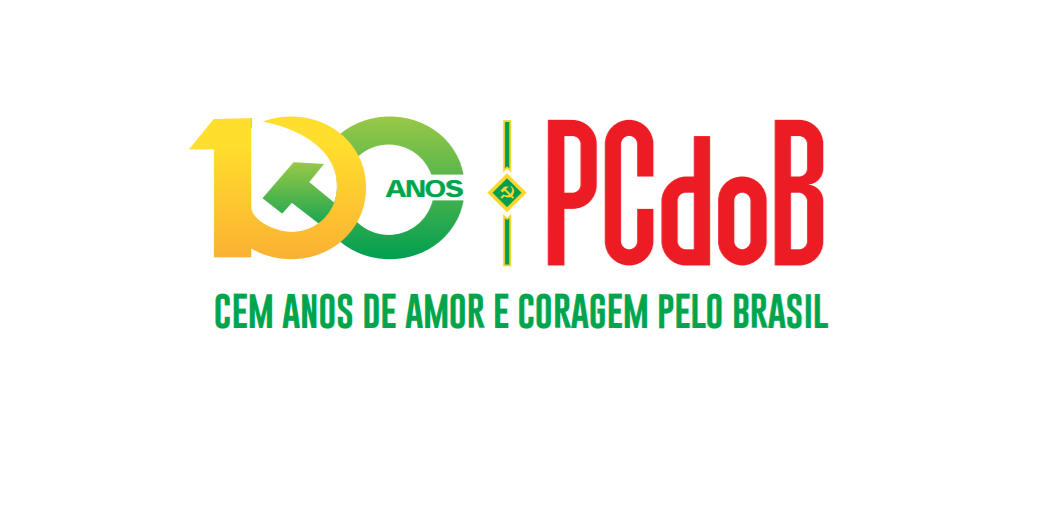 100 ANOS PCdoB
CEM ANOS DE AMOR E CORAGEM PELO BRASIL